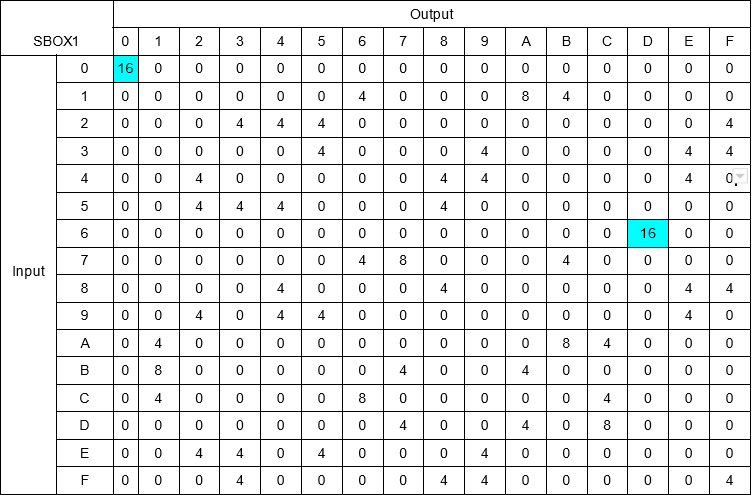 Output
SBOX1 0 1 2 3 4 5 6 7 8 9 A B C D E F
0 16 0 0 0 0 0 0 0 0 0 0 0 0 0 0 0
1 0 0 0 0 0 0 4 0 0 0 8 4 0 0 0 0
2 0 0 0 4 4 4 0 0 0 0 0 0 0 0 0 4
3 0 0 0 0 0 4 0 0 0 4 0 0 0 0 4 4
4 0 0 4 0 0 0 0 0 4 4 0 0 0 0 4 0
5 0 0 4 4 4 0 0 0 4 0 0 0 0 0 0 0
6 0 0 0 0 0 0 0 0 0 0 0 0 0 16 0 0
Input 7 0 0 0 0 0 0 4 8 0 0 0 4 0 0 0 0
8 0 0 0 0 4 0 0 0 4 0 0 0 0 0 4 4
9 0 0 4 0 4 4 0 0 0 0 0 0 0 0 4 0
A 0 4 0 0 0 0 0 0 0 0 0 8 4 0 0 0
B 0 8 0 0 0 0 0 4 0 0 4 0 0 0 0 0
C 0 4 0 0 0 0 8 0 0 0 0 0 4 0 0 0
D 0 0 0 0 0 0 0 4 0 0 4 0 8 0 0 0
E 0 0 4 4 0 4 0 0 0 4 0 0 0 0 0 0
F 0 0 0 4 0 0 0 0 4 4 0 0 0 0 0 4